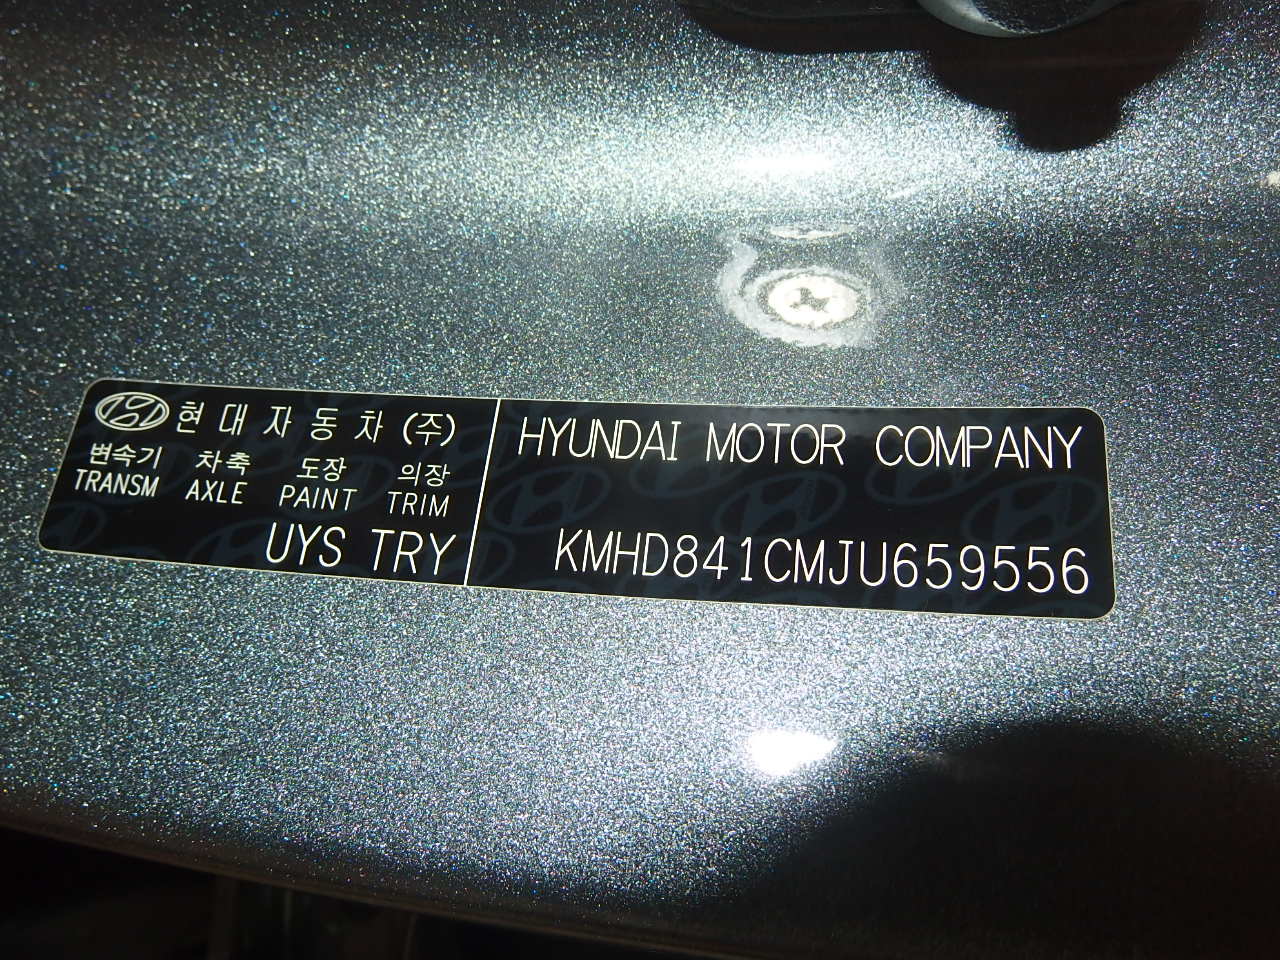 현대자동차(주)
변속기 차축 도장 의장
TRANSM AXLE PAINT TRIM
UYS TRY
HYUNDAI MOTOR COMPANY
KMHD841CMJU659556